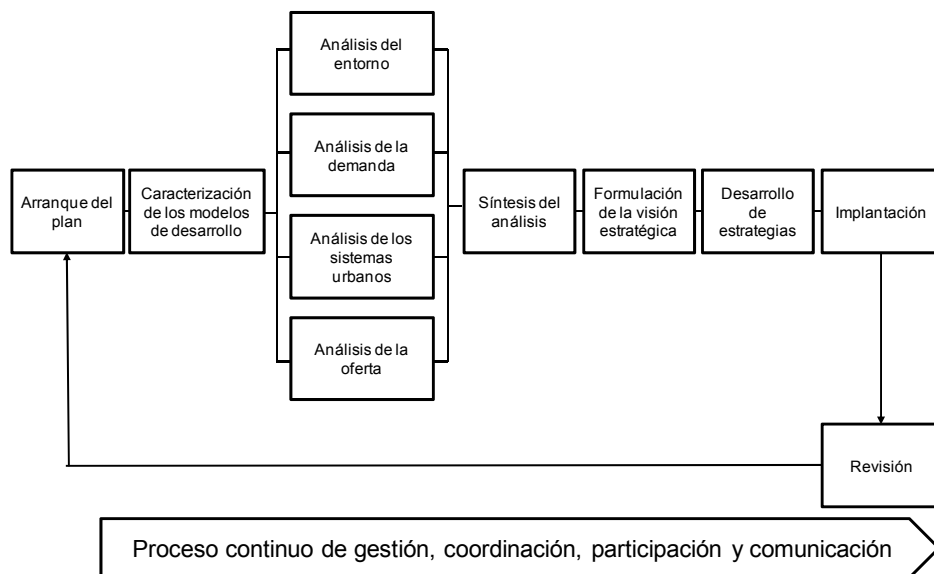 Análisis del
entorno
Análisis de la
demanda
Arranque del
plan
Caracterización
de los modelos
de desarrollo
Análisis de los
sistemas
urbanos
Análisis de la
oferta
Síntesis del
análisis
Formulación
de la visión
estratégica
Desarrollo
de
estrategias
Implantación
Revisión
Proceso continuo de gestión, coordinación, participación y comunicación